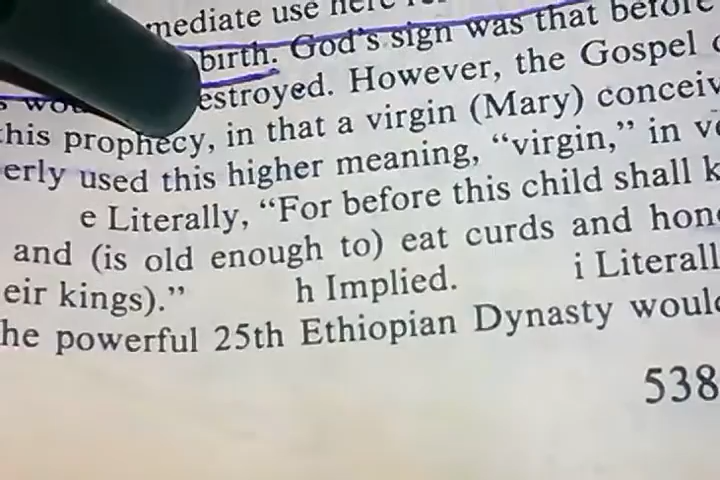 mediate use here
birth. God's sign was that before
estroyed. However, the Gospel
this prophecy, in that a virgin (Mary) conceiv
erly used this higher meaning, "virgin," in
e Literally, "For before this child shall k
and (is old enough to) eat curds and hon
eir kings)." h Implied. i Literall
he powerful 25th Ethiopian Dynasty would
538